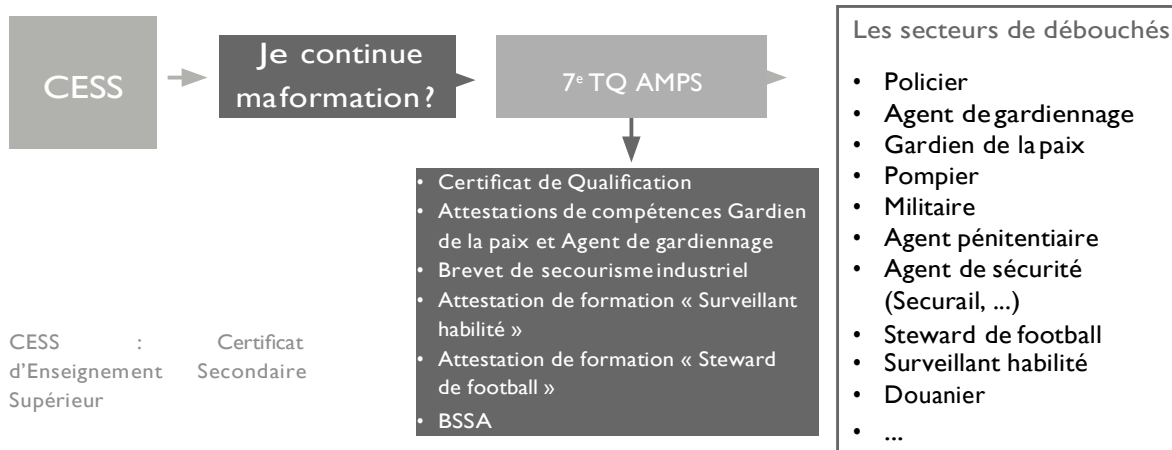 CESS
Je continue
ma formation ?
7e TQ AMPS
• Certificat de Qualification
• Attestations de compétences Gardien
de la paix et Agent de gardiennage
• Brevet de secourisme industriel
• Attestation de formation « Surveillant
habilité »
• Attestation de formation « Steward
de football »
• BSSA
CESS : Certificat
d'Enseignement Secondaire
Supérieur
Les secteurs de débouchés
• Policier
• Agent de gardiennage
• Gardien de la paix
• Pompier
• Militaire
• Agent pénitentiaire
• Agent de sécurité
(Securail, ...)
• Steward de football
• Surveillant habilité
• Douanier
• ...